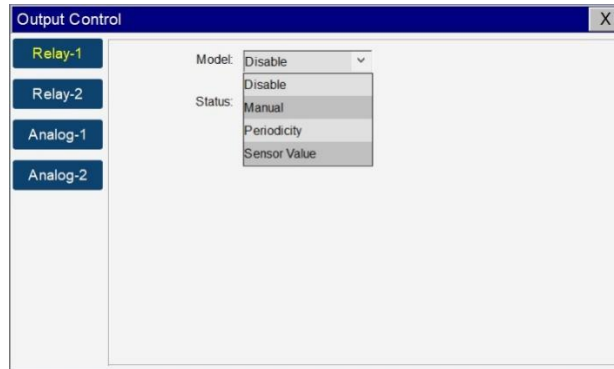 Output Control X
Relay-1
Relay-2
Analog-1
Analog-2
Model: Disable
Status:
Disable
Manual
Periodicity
Sensor Value